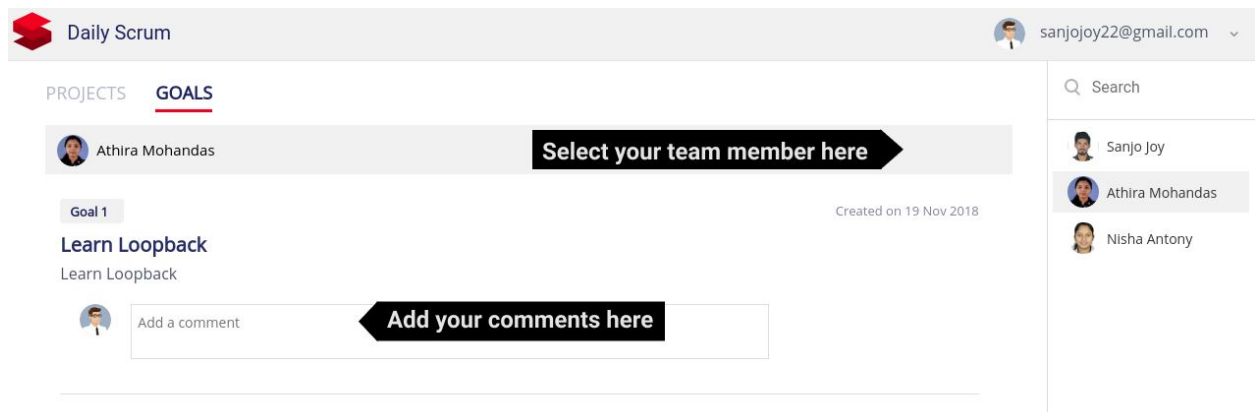 Daily Scrum
sanjojoy22@gmail.com
PROJECTS GOALS
Search
Athira Mohandas
Select your team member here
Sanjo Joy
Athira Mohandas
Nisha Antony
Goal 1
Created on 19 Nov 2018
Learn Loopback
Learn Loopback
Add a comment
Add your comments here